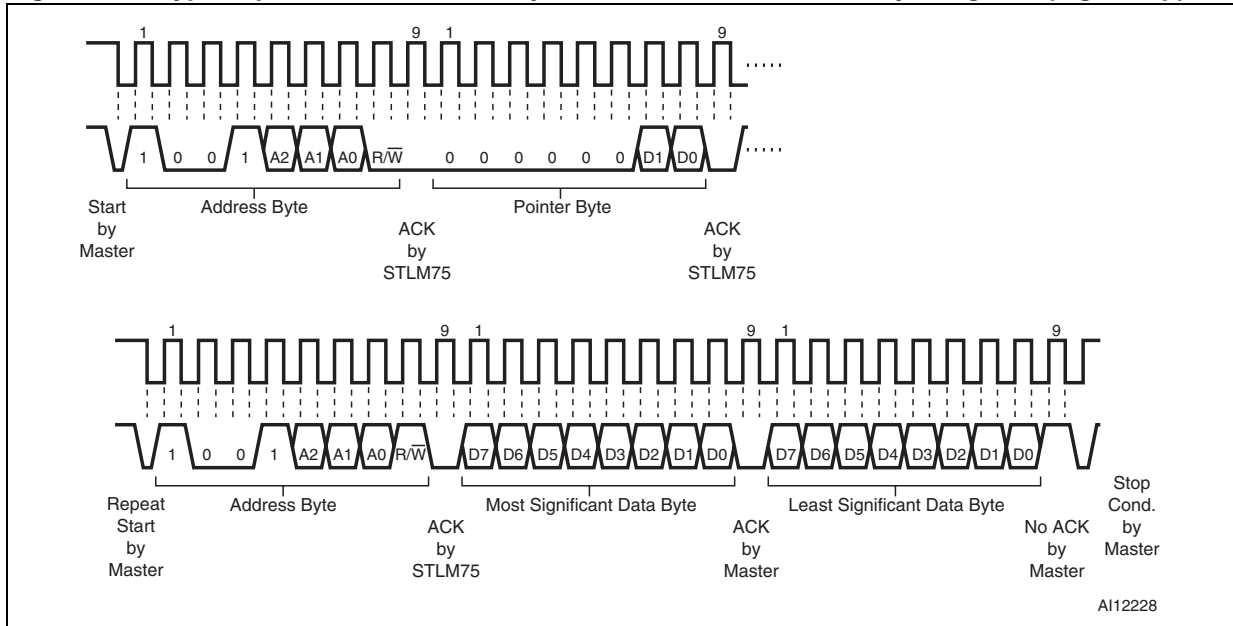 1 9 1 9
1 0 0 1 A2 A1 A0 R/W̅ 0 0 0 0 0 0 D1 D0
Start
by
Master
Address Byte
ACK
by
STLM75
Pointer Byte
ACK
by
STLM75
1 9 1 9 1 9
1 0 0 1 A2 A1 A0 R/W̅ D7 D6 D5 D4 D3 D2 D1 D0 D7 D6 D5 D4 D3 D2 D1 D0
Repeat
Start
by
Master
Address Byte
ACK
by
STLM75
Most Significant Data Byte
ACK
by
Master
Least Significant Data Byte
No ACK
by
Master
Stop
Cond.
by
Master
AI12228